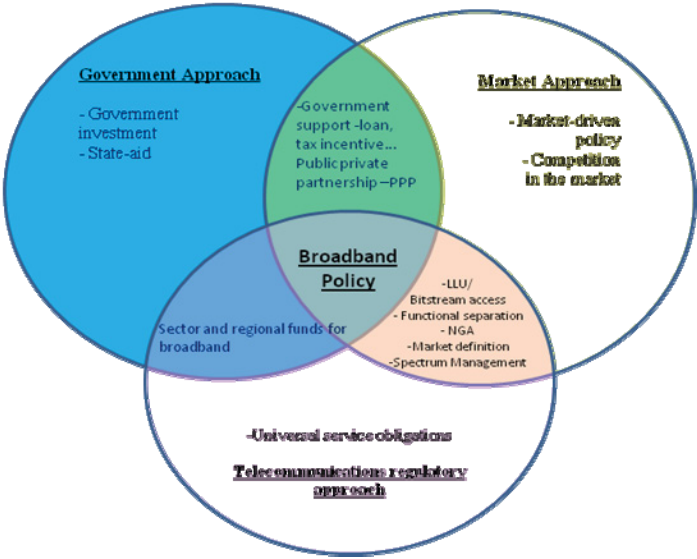 Government Approach
- Government
investment
- State-aid
-Government
support -loan,
tax incentive...
Public private
partnership—PPP
Market Approach
- Market-driven
policy
- Competition
in the market
Broadband
Policy
Sector and regional funds for
broadband
-LLU/
Bitstream access
- Functional separation
- NGA
-Market definition
-Spectrum Management
-Universal service obligations
Telecommunications regulatory
approach